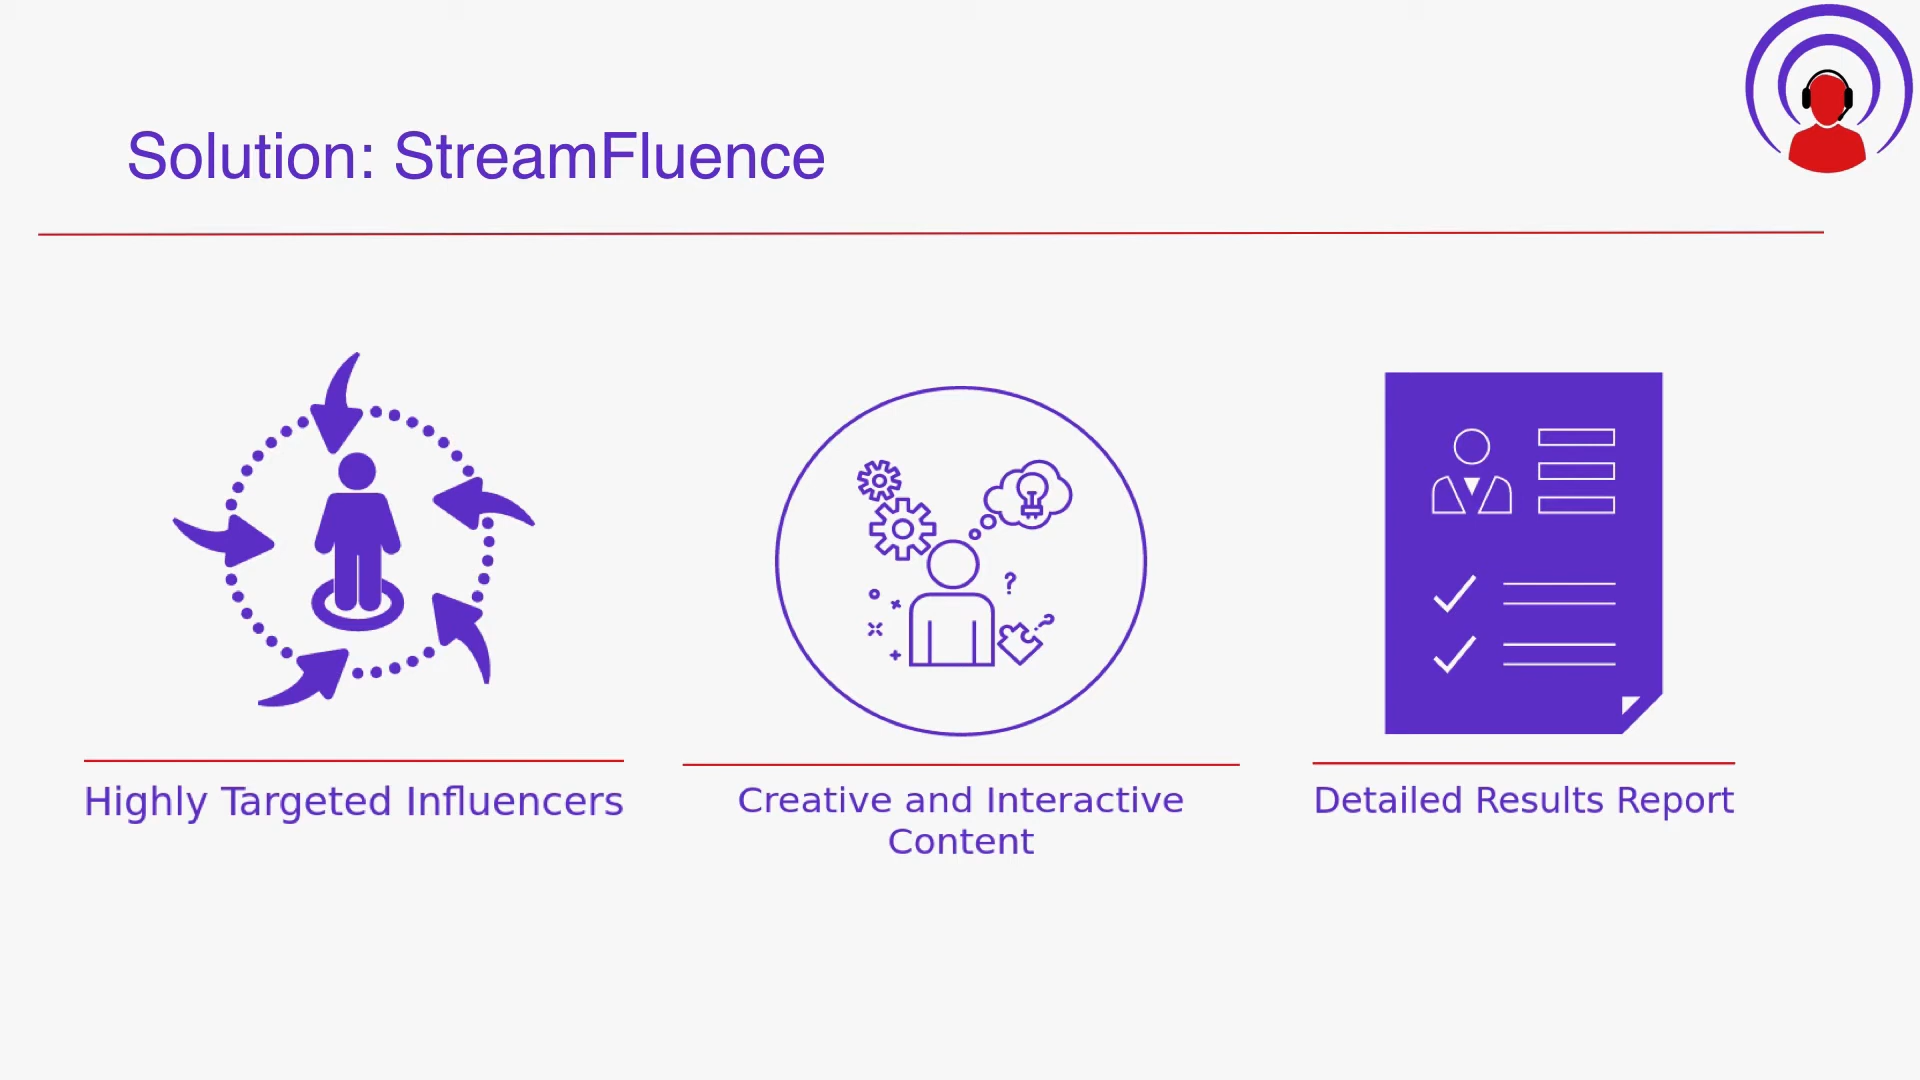 Solution: StreamFluence
Highly Targeted Influencers
Creative and Interactive
Content
Detailed Results Report